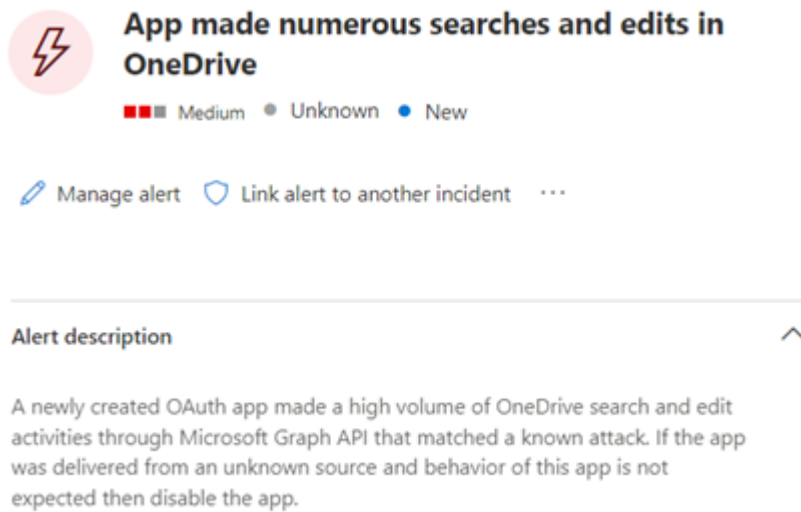 App made numerous searches and edits in
OneDrive
Medium Unknown New
Manage alert Link alert to another incident ...
Alert description
A newly created OAuth app made a high volume of OneDrive search and edit
activities through Microsoft Graph API that matched a known attack. If the app
was delivered from an unknown source and behavior of this app is not
expected then disable the app.